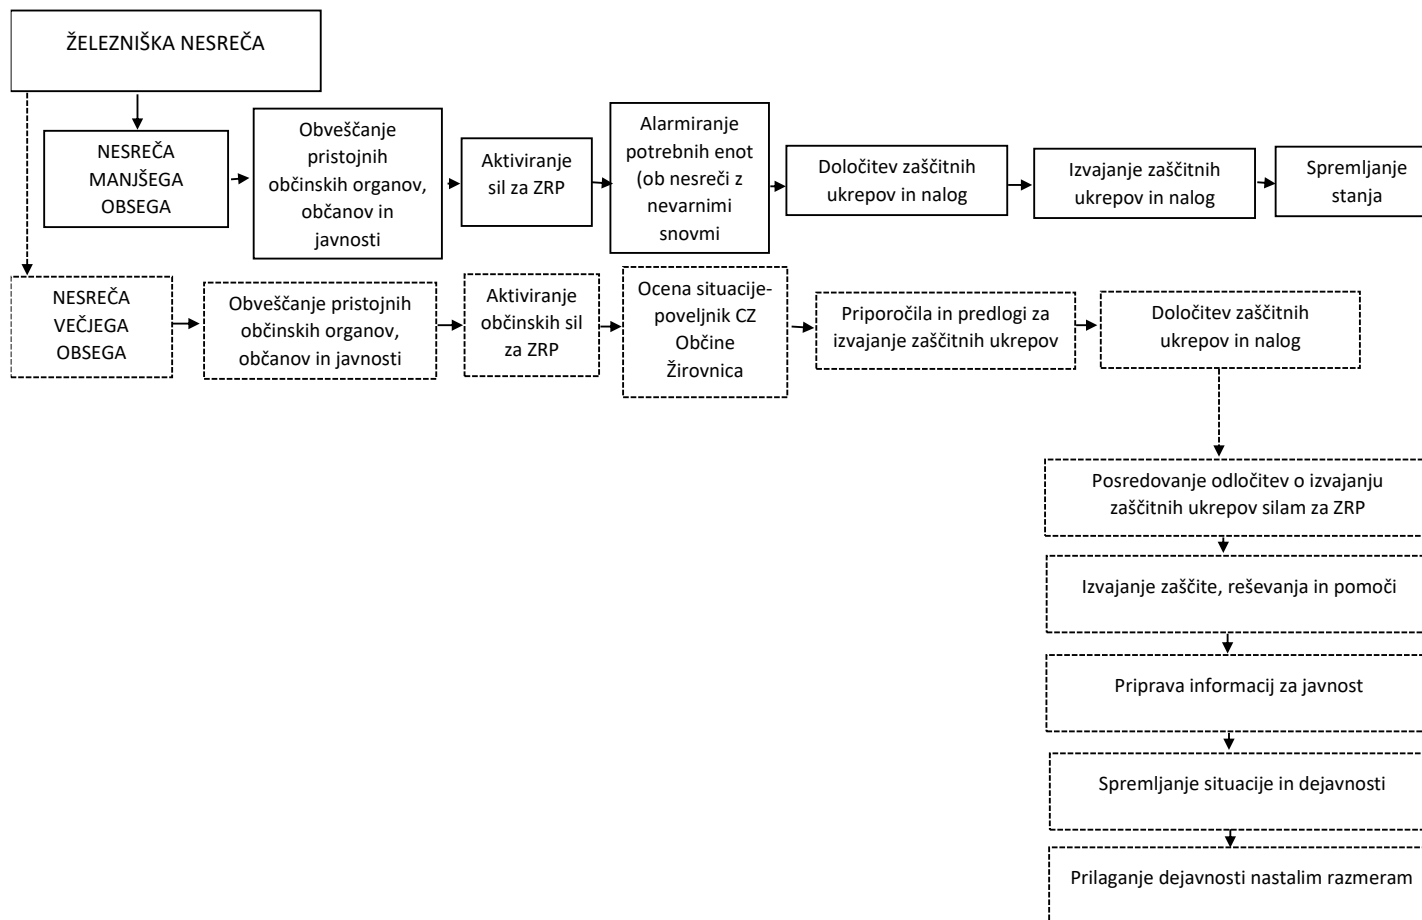 ŽELEZNIŠKA NESREČA
NESREČA
MANJŠEGA
OBSEGA
Obveščanje
pristojnih
občinskih organov,
občanov in
javnosti
Aktiviranje
sil za ZRP
Alarmiranje
potrebnih enot
(ob nesreči z
nevarnimi
snovmi
Določitev zaščitnih
ukrepov in nalog
Izvajanje zaščitnih
ukrepov in nalog
Spremljanje
stanja
NESREČA
VEČJEGA
OBSEGA
Obveščanje pristojnih
občinskih organov,
občanov in javnosti
Aktiviranje
občinskih sil
za ZRP
Ocena situacije-
poveljnik CZ
Občine
Žirovnica
Priporočila in predlogi za
izvajanje zaščitnih ukrepov
Določitev zaščitnih
ukrepov in nalog
Posredovanje odločitev o izvajanju
zaščitnih ukrepov silam za ZRP
Izvajanje zaščite, reševanja in pomoči
Priprava informacij za javnost
Spremljanje situacije in dejavnosti
Prilaganje dejavnosti nastalim razmeram